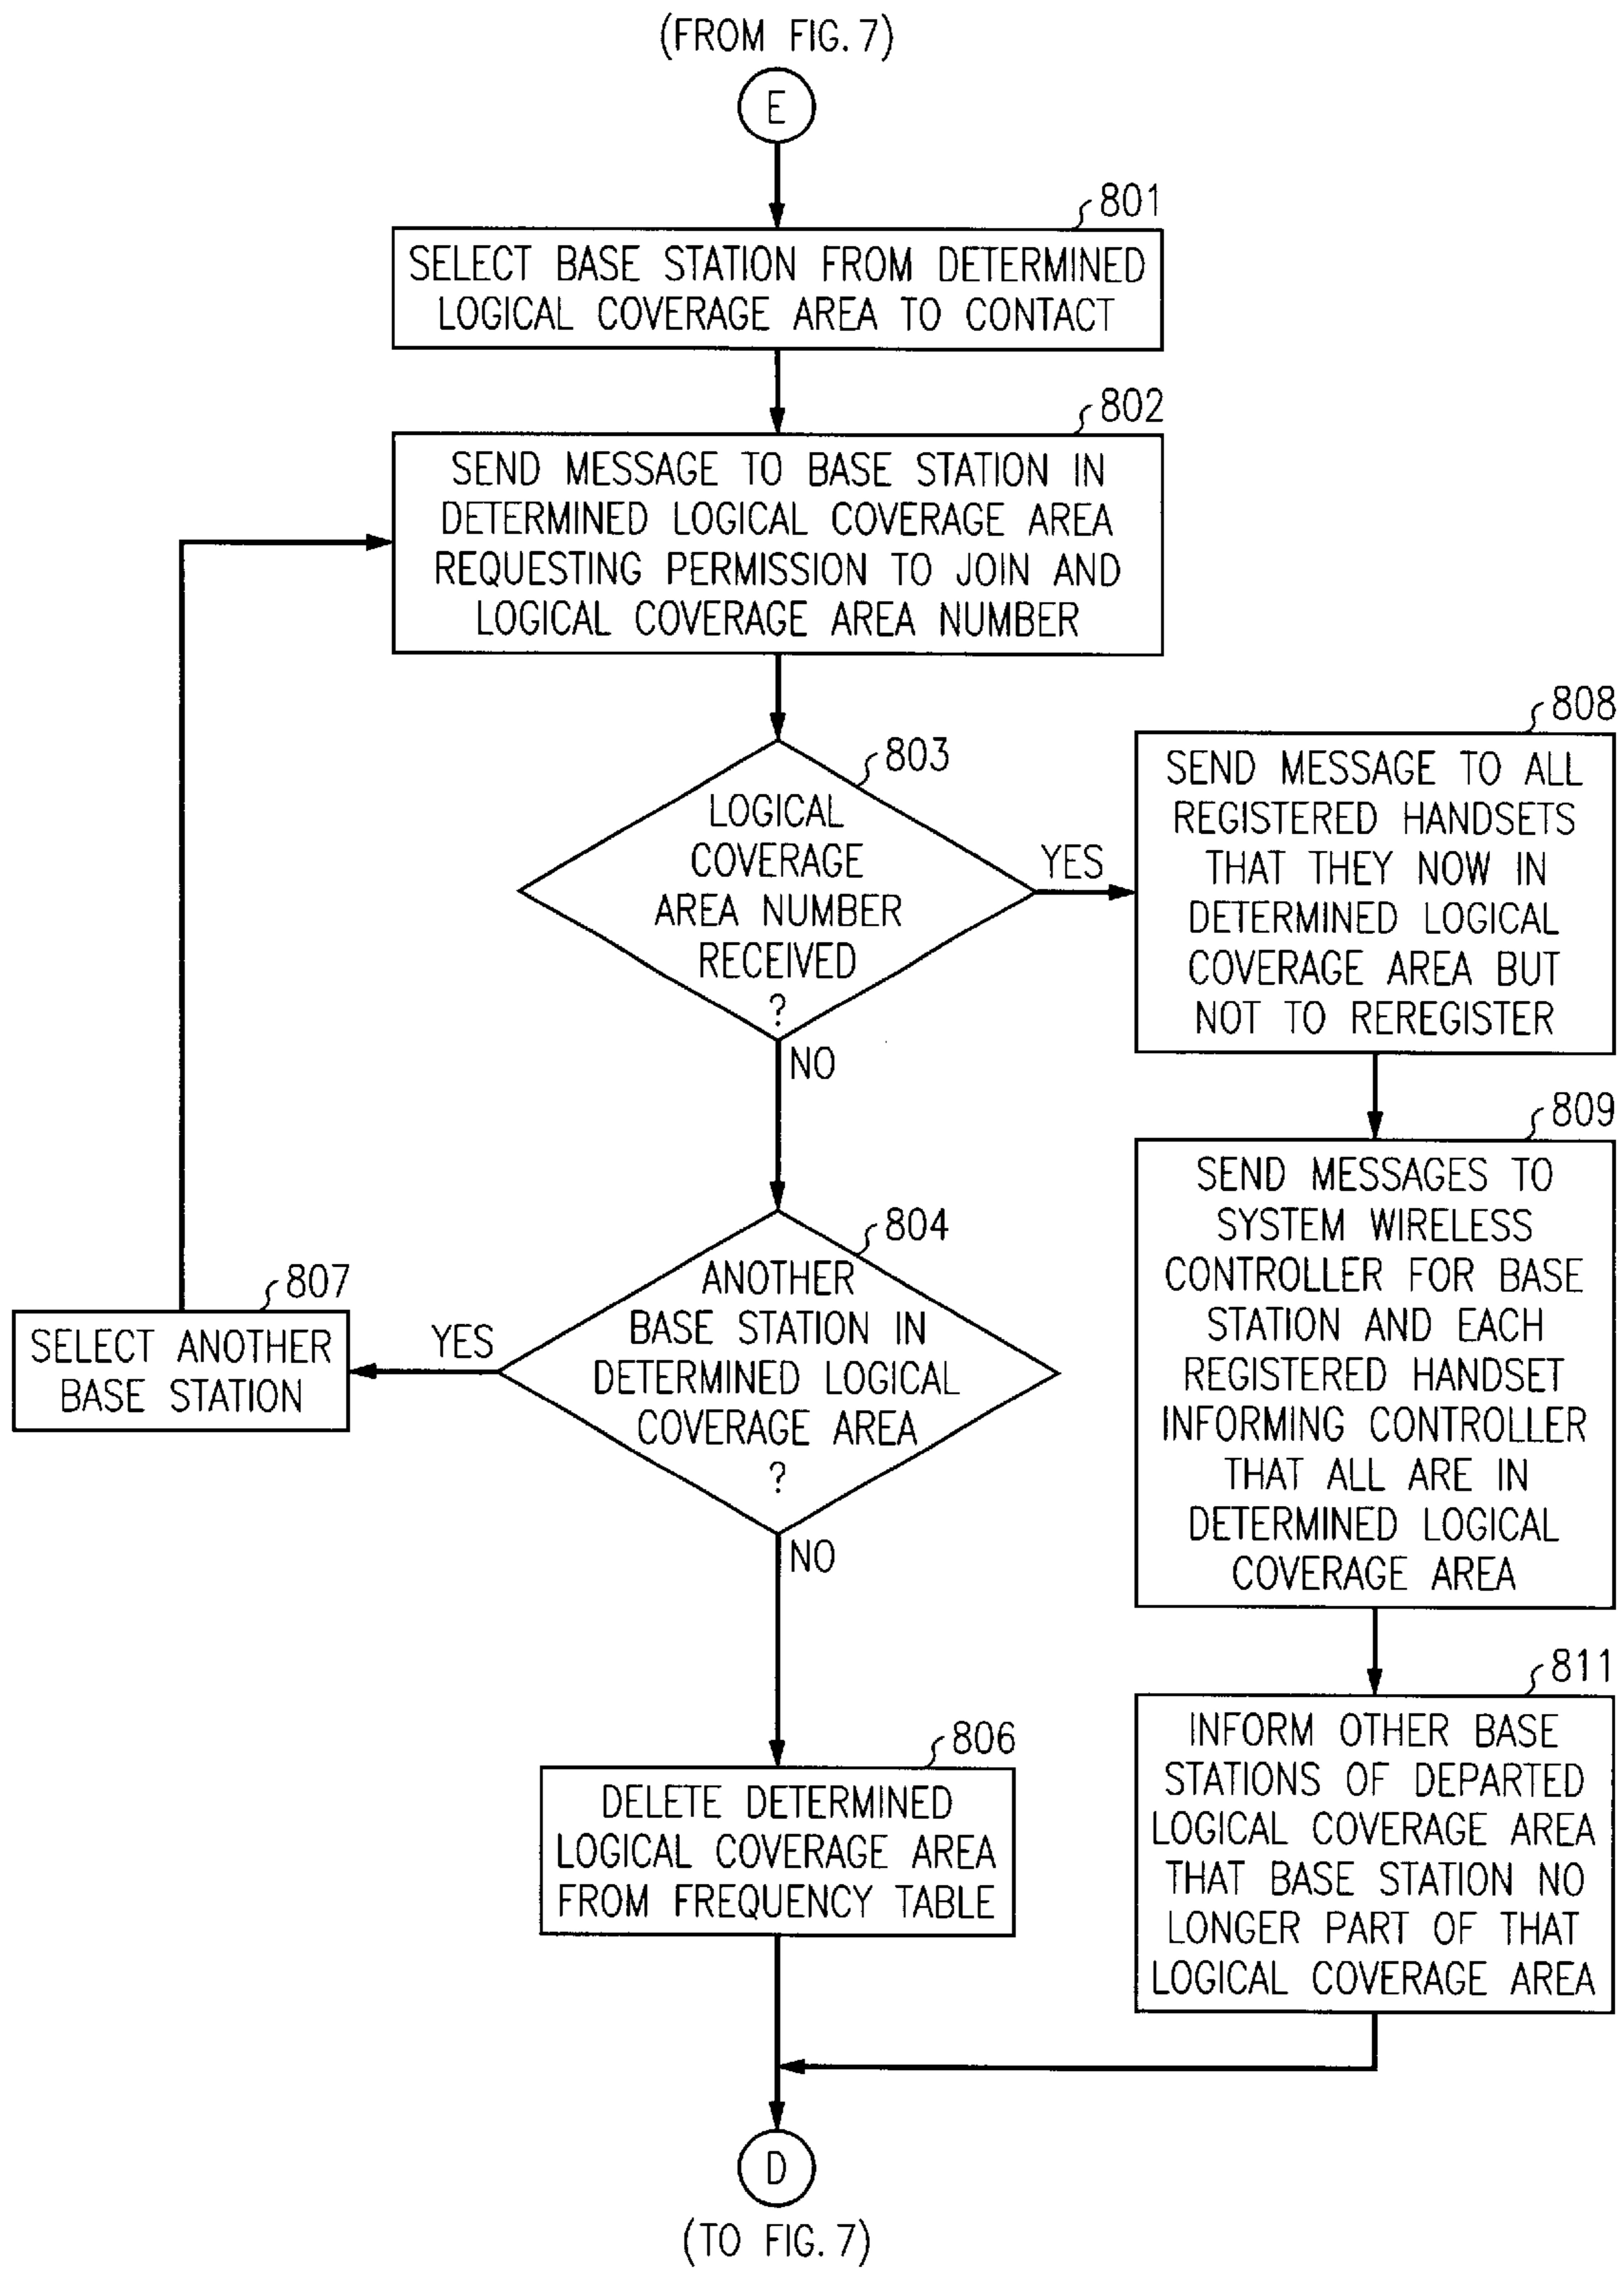 (FROM FIG. 7)
E
801
SELECT BASE STATION FROM DETERMINED
LOGICAL COVERAGE AREA TO CONTACT
802
SEND MESSAGE TO BASE STATION IN
DETERMINED LOGICAL COVERAGE AREA
REQUESTING PERMISSION TO JOIN AND
LOGICAL COVERAGE AREA NUMBER
803
LOGICAL
COVERAGE
AREA NUMBER
RECEIVED
?
YES
NO
808
SEND MESSAGE TO ALL
REGISTERED HANDSETS
THAT THEY NOW IN
DETERMINED LOGICAL
COVERAGE AREA BUT
NOT TO REREGISTER
809
SEND MESSAGES TO
SYSTEM WIRELESS
CONTROLLER FOR BASE
STATION AND EACH
REGISTERED HANDSET
INFORMING CONTROLLER
THAT ALL ARE IN
DETERMINED LOGICAL
COVERAGE AREA
804
ANOTHER
BASE STATION IN
DETERMINED LOGICAL
COVERAGE AREA
?
YES
NO
807
SELECT ANOTHER
BASE STATION
811
INFORM OTHER BASE
STATIONS OF DEPARTED
LOGICAL COVERAGE AREA
THAT BASE STATION NO
LONGER PART OF THAT
LOGICAL COVERAGE AREA
806
DELETE DETERMINED
LOGICAL COVERAGE AREA
FROM FREQUENCY TABLE
D
(TO FIG. 7)